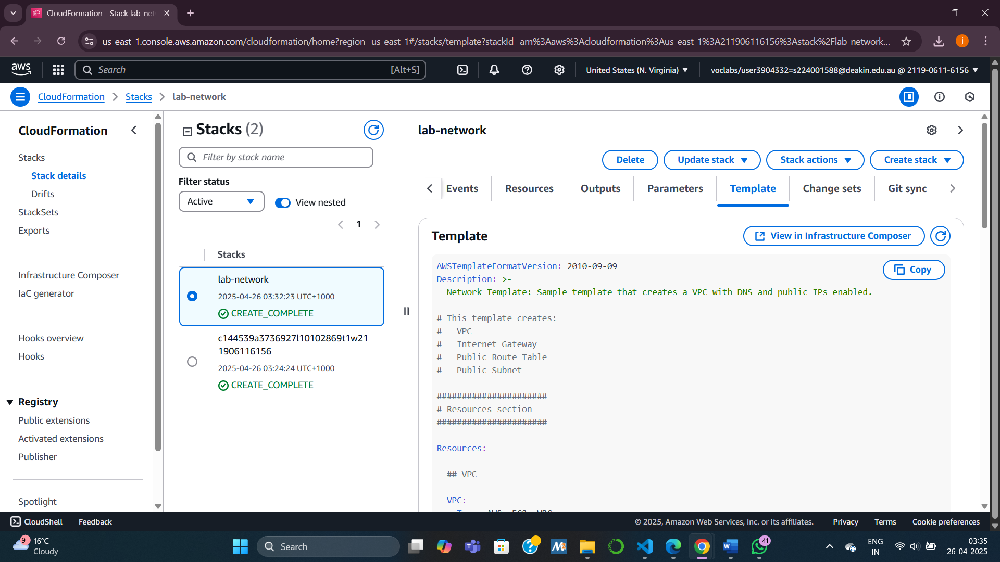 CloudFormation - Stack lab-net
us-east-1.console.aws.amazon.com/cloudformation/home?region=us-east-1#/stacks/template?stackId=arn%3Aaws%3Acloudformation%3Aus-east-1%3A211906116156%3Astack%2Flab-network...
j
aws
Search
[Alt+S]
United States (N. Virginia)
voclabs/user3904332=s224001588@deakin.edu.au @ 2119-0611-6156
CloudFormation
Stacks
lab-network
CloudFormation
Stacks
Stack details
Drifts
StackSets
Exports
Infrastructure Composer
IaC generator
Hooks overview
Hooks
Registry
Public extensions
Activated extensions
Publisher
Spotlight
Stacks (2)
Filter by stack name
Filter status
Active
View nested
1
Stacks
lab-network
2025-04-26 03:32:23 UTC+1000
CREATE_COMPLETE
c144539a3736927l10102869t1w21
1906116156
2025-04-26 03:24:24 UTC+1000
CREATE_COMPLETE
lab-network
Delete
Update stack
Stack actions
Create stack
Events
Resources
Outputs
Parameters
Template
Change sets
Git sync
Template
View in Infrastructure Composer
Copy
AWSTemplateFormatVersion: 2010-09-09
Description: >-
Network Template: Sample template that creates a VPC with DNS and public IPs enabled.
# This template creates:
# VPC
# Internet Gateway
# Public Route Table
# Public Subnet
######################
# Resources section
######################
Resources:
## VPC
VPC:
CloudShell
Feedback
© 2025, Amazon Web Services, Inc. or its affiliates.
Privacy
Terms
Cookie preferences
9+
16°C
Cloudy
Search
41
ENG
IN
03:35
26-04-2025